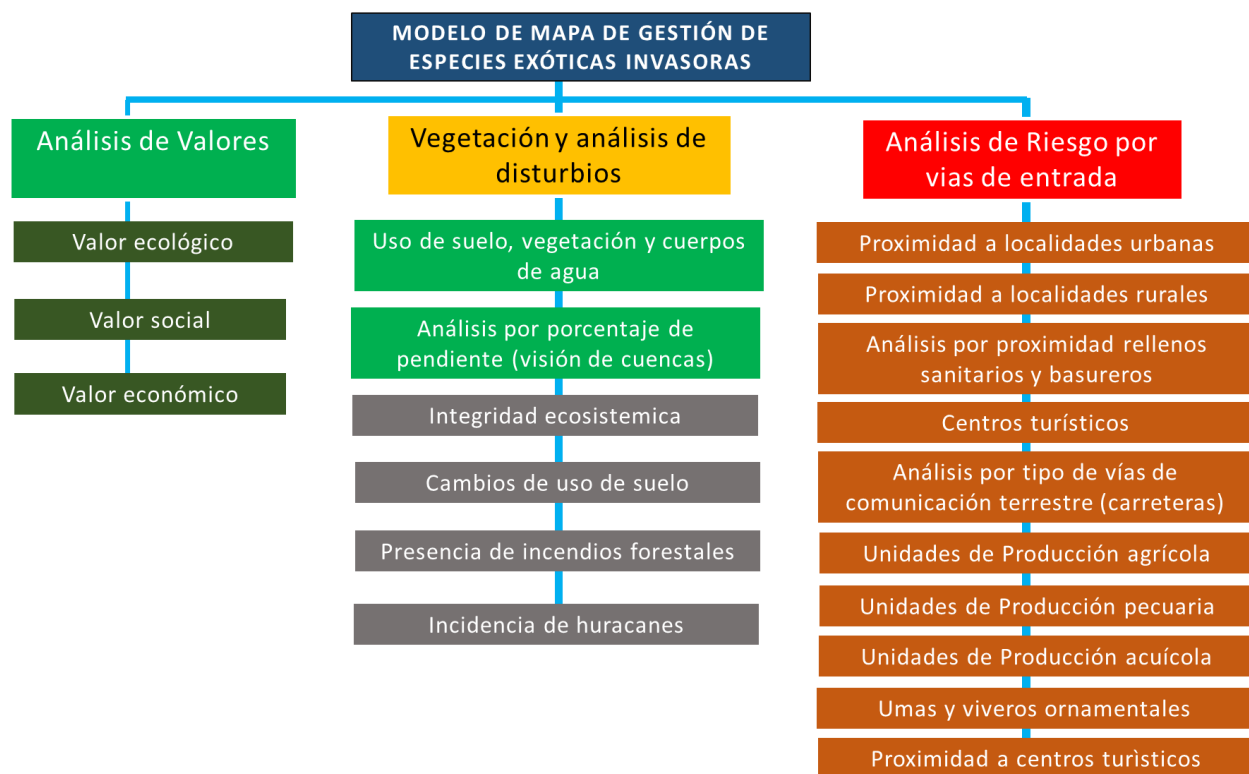 MODELO DE MAPA DE GESTIÓN DE
ESPECIES EXÓTICAS INVASORAS
Análisis de Valores
Valor ecológico
Valor social
Valor económico
Vegetación y análisis de
disturbios
Uso de suelo, vegetación y cuerpos
de agua
Análisis por porcentaje de
pendiente (visión de cuencas)
Integridad ecosistemica
Cambios de uso de suelo
Presencia de incendios forestales
Incidencia de huracanes
Análisis de Riesgo por
vias de entrada
Proximidad a localidades urbanas
Proximidad a localidades rurales
Análisis por proximidad rellenos
sanitarios y basureros
Centros turísticos
Análisis por tipo de vías de
comunicación terrestre (carreteras)
Unidades de Producción agrícola
Unidades de Producción pecuaria
Unidades de Producción acuícola
Umas y viveros ornamentales
Proximidad a centros turìsticos